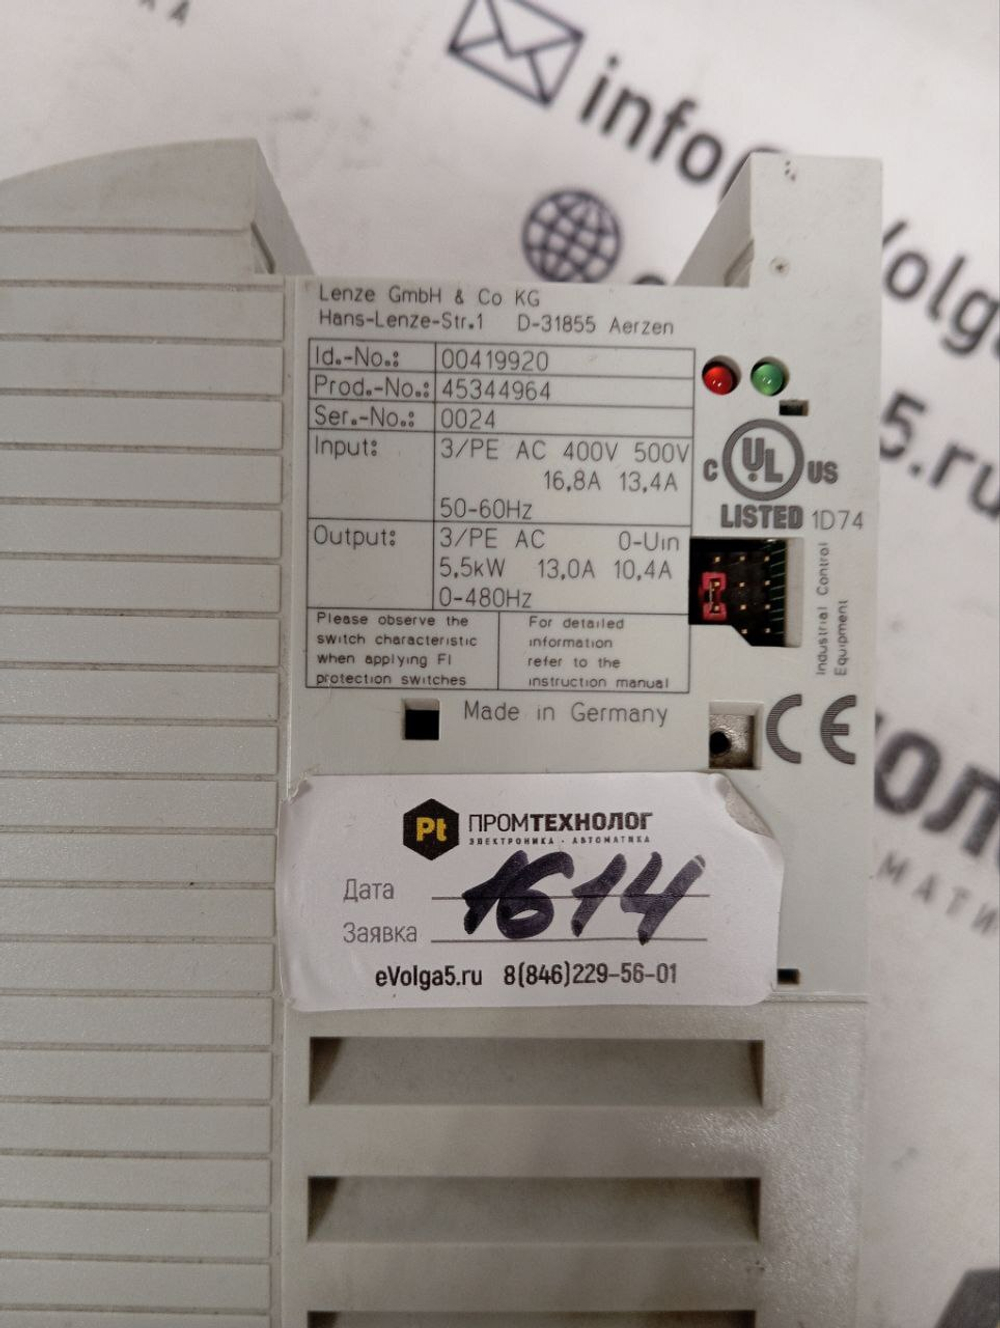 info@
Volga
5.ru
Lenze GmbH & Co KG
Hans-Lenze-Str.1 D-31855 Aerzen
Id.-No.: 00419920
Prod.-No.: 45344964
Ser.-No.: 0024
Input: 3/PE AC 400V 500V
16,8A 13,4A
50-60Hz
Output: 3/PE AC 0-Uin
5,5kW 13,0A 10,4A
0-480Hz
Please observe the
switch characteristic
when applying FI
protection switches
For detailed
information
refer to the
instruction manual
C UL US
LISTED 1D74
Industrial Control
Equipment
Made in Germany
CE
Pt ПРОМТЕХНОЛОГ
ЭЛЕКТРОНИКА · АВТОМАТИКА
Дата
1614
Заявка
eVolga5.ru 8(846)229-56-01